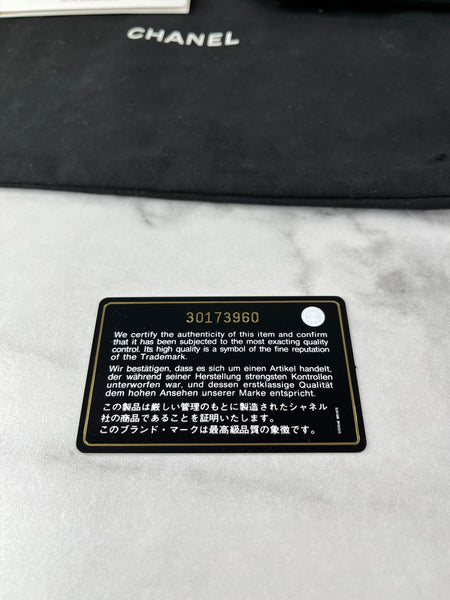 CHANEL
30173960
We certify the authenticity of this item and confirm
that it has been subjected to the most exacting quality
control. Its high quality is a symbol of the fine reputation
of the Trademark.
Wir bestätigen, dass es sich um einen Artikel handelt,
der während seiner Herstellung strengsten Kontrollen
unterworfen war, und dessen erstklassige Qualität
dem hohen Ansehen unserer Marke entspricht.
この製品は厳しい管理のもとに製造されたシャネル
社の商品であることを証明いたします。
このブランド・マークは最高級品質の象徴です。